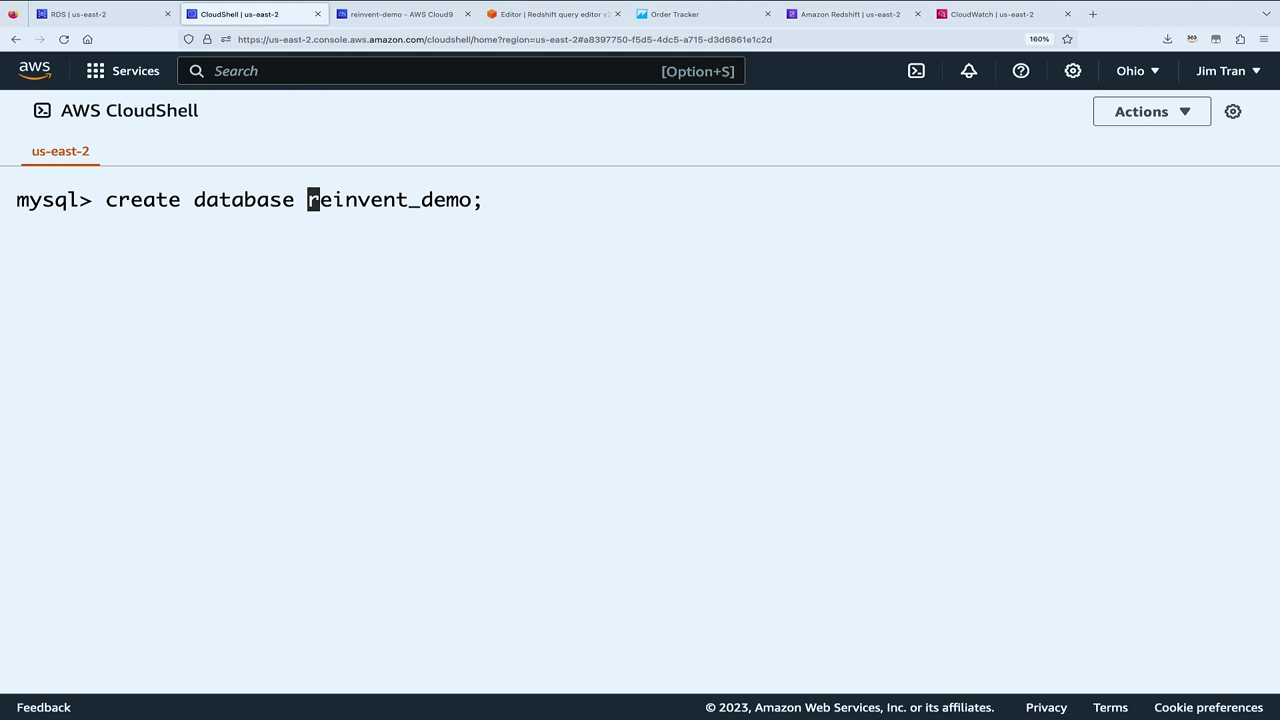 RDS | us-east-2
CloudShell | us-east-2
reinvent-demo - AWS Cloud9
Editor | Redshift query editor v2
Order Tracker
Amazon Redshift | us-east-2
CloudWatch | us-east-2
https://us-east-2.console.aws.amazon.com/cloudshell/home?region=us-east-2#a8397750-f5d5-4dc5-a715-d3d6861e1c2d
160%
aws
Services
Search
[Option+S]
Ohio
Jim Tran
AWS CloudShell
Actions
us-east-2
mysql> create database reinvent_demo;
Feedback
© 2023, Amazon Web Services, Inc. or its affiliates.
Privacy
Terms
Cookie preferences